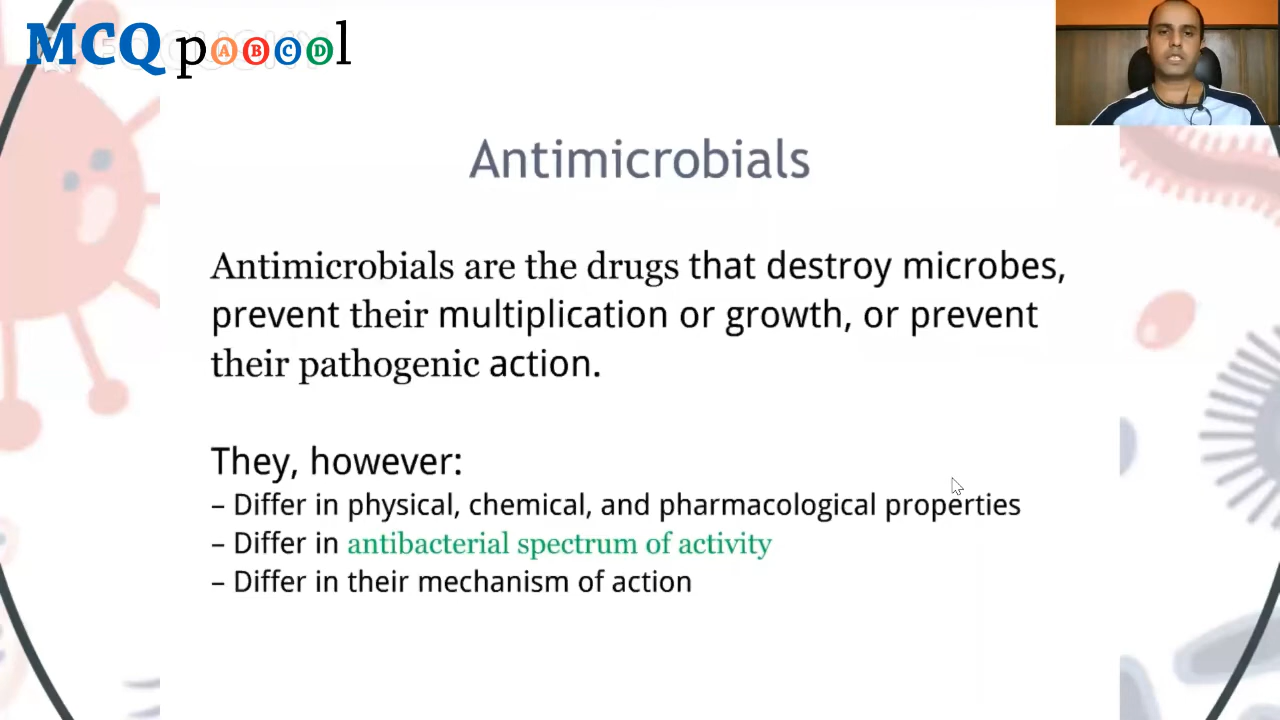 MCQ pABCDl
Antimicrobials
Antimicrobials are the drugs that destroy microbes,
prevent their multiplication or growth, or prevent
their pathogenic action.
They, however:
– Differ in physical, chemical, and pharmacological properties
– Differ in antibacterial spectrum of activity
– Differ in their mechanism of action